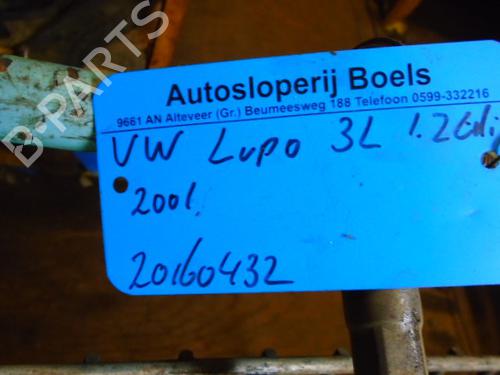 B-PARTS
Autosloperij Boels
9661 AN Alteveer (Gr.) Beumeesweg 188 Telefoon 0599-332216
VW Lupo 3L 1.2
2001.
20160432